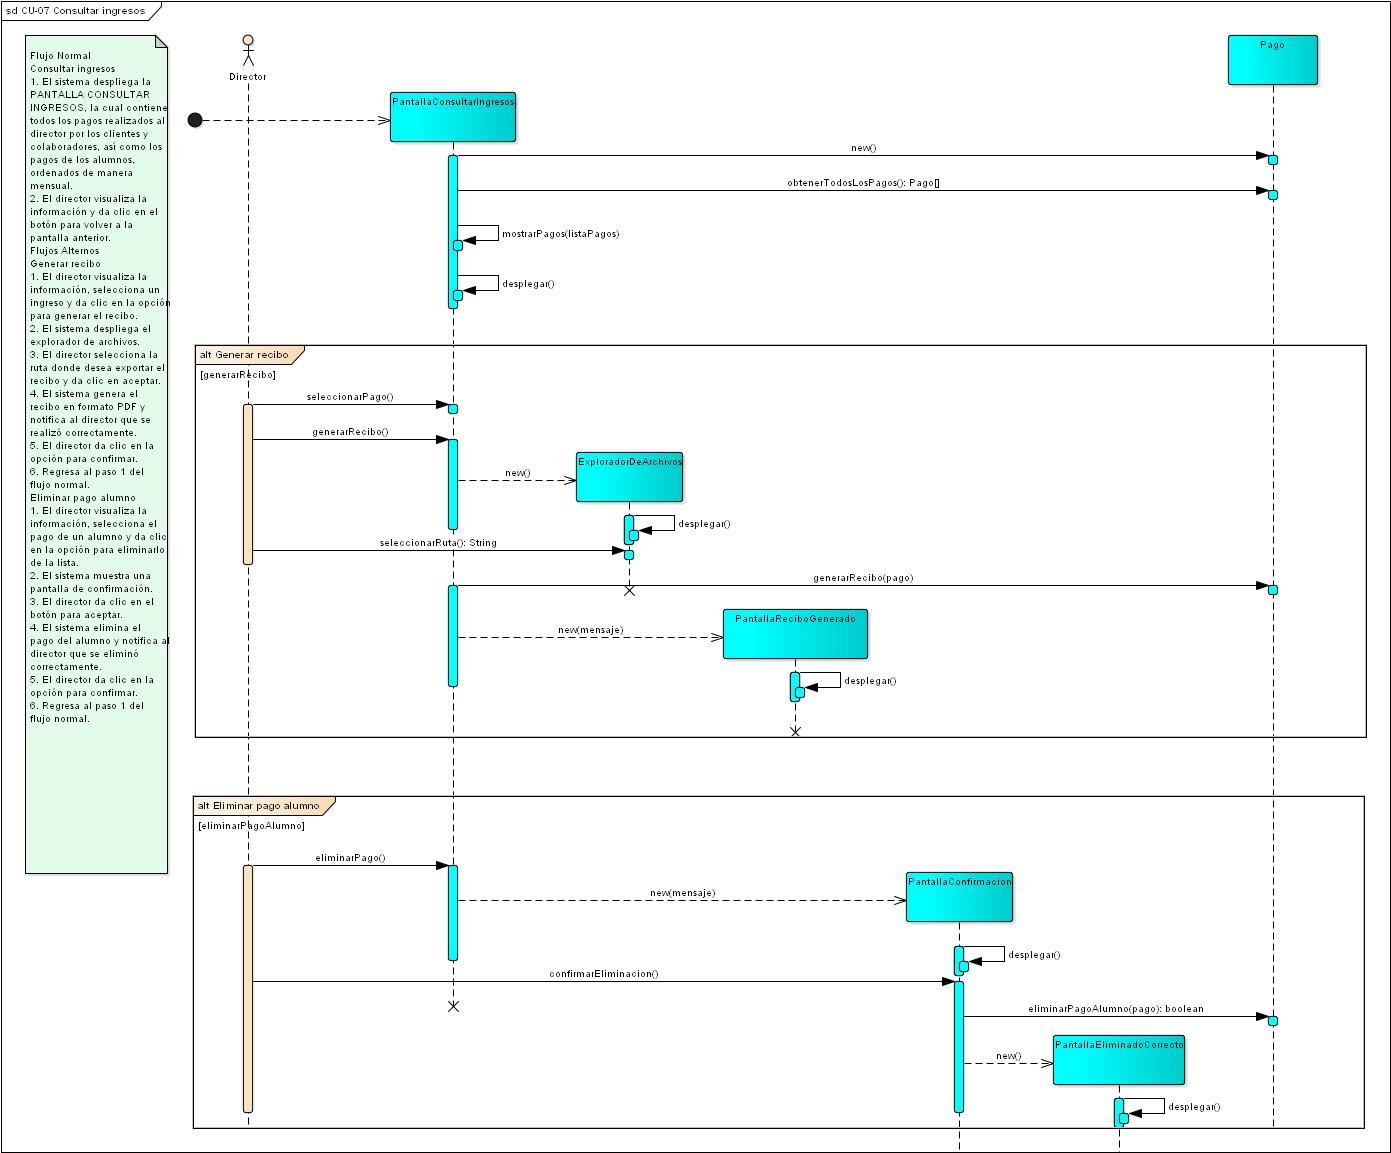 sd CU-07 Consultar ingresos
Flujo Normal
Consultar ingresos
1. El sistema despliega la
PANTALLA CONSULTAR
INGRESOS, la cual contiene
todos los pagos realizados al
director por los clientes y
colaboradores, así como los
pagos de los alumnos,
ordenados de manera
mensual.
2. El director visualiza la
información y da clic en el
botón para volver a la
pantalla anterior.
Flujos Alternos
Generar recibo
1. El director visualiza la
información, selecciona un
ingreso y da clic en la opción
para generar el recibo.
2. El sistema despliega el
explorador de archivos.
3. El director selecciona la
ruta donde desea exportar el
recibo y da clic en aceptar.
4. El sistema genera el
recibo en formato PDF y
notifica al director que se
realizó correctamente.
5. El director da clic en la
opción para confirmar.
6. Regresa al paso 1 del
flujo normal.
Eliminar pago alumno
1. El director visualiza la
información, selecciona el
pago de un alumno y da clic
en la opción para eliminarlo
de la lista.
2. El sistema muestra una
pantalla de confirmación.
3. El director da clic en el
botón para aceptar.
4. El sistema elimina el
pago del alumno y notifica al
director que se eliminó
correctamente.
5. El director da clic en la
opción para confirmar.
6. Regresa al paso 1 del
flujo normal.
Director
Pago
PantallaConsultarIngresos
new()
obtenerTodosLosPagos(): Pago[]
mostrarPagos(listaPagos)
desplegar()
alt Generar recibo
[generarRecibo]
seleccionarPago()
generarRecibo()
ExploradorDeArchivos
new()
desplegar()
seleccionarRuta(): String
generarRecibo(pago)
PantallaReciboGenerado
new(mensaje)
desplegar()
alt Eliminar pago alumno
[eliminarPagoAlumno]
eliminarPago()
PantallaConfirmacion
new(mensaje)
desplegar()
confirmarEliminacion()
eliminarPagoAlumno(pago): boolean
PantallaEliminadoCorrecto
new()
desplegar()